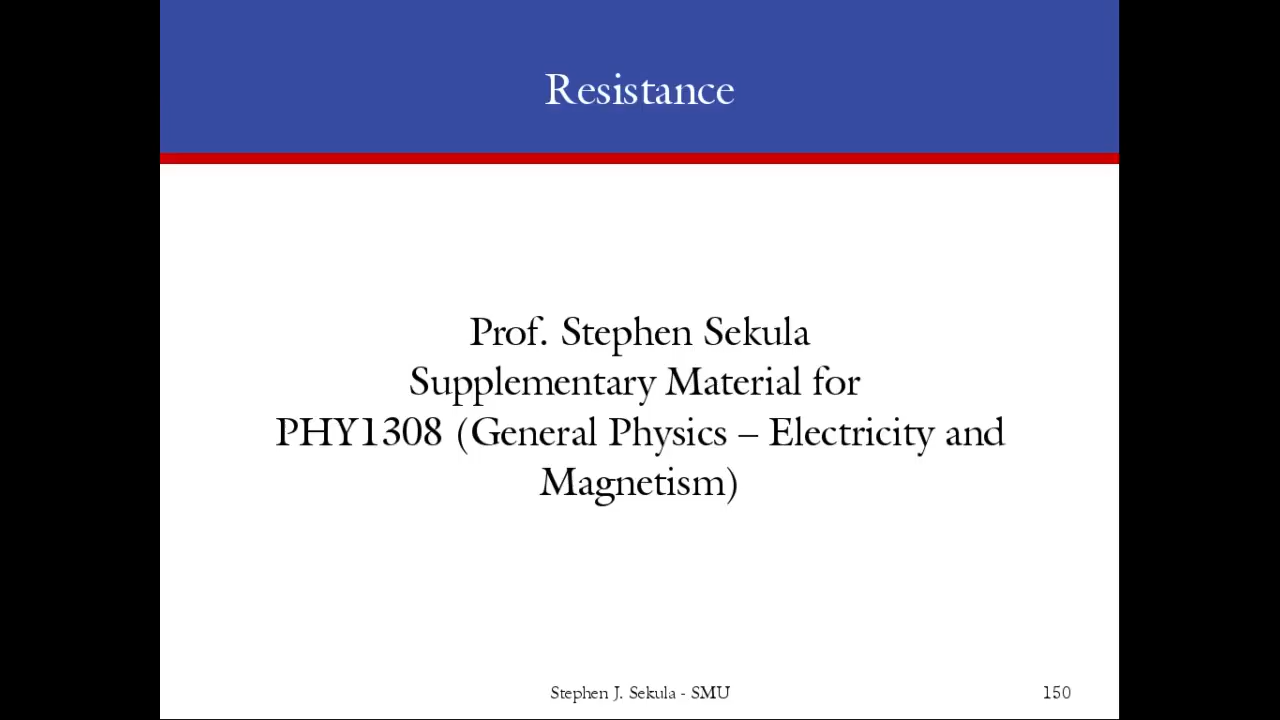 Resistance
Prof. Stephen Sekula
Supplementary Material for
PHY1308 (General Physics – Electricity and
Magnetism)
Stephen J. Sekula - SMU
150